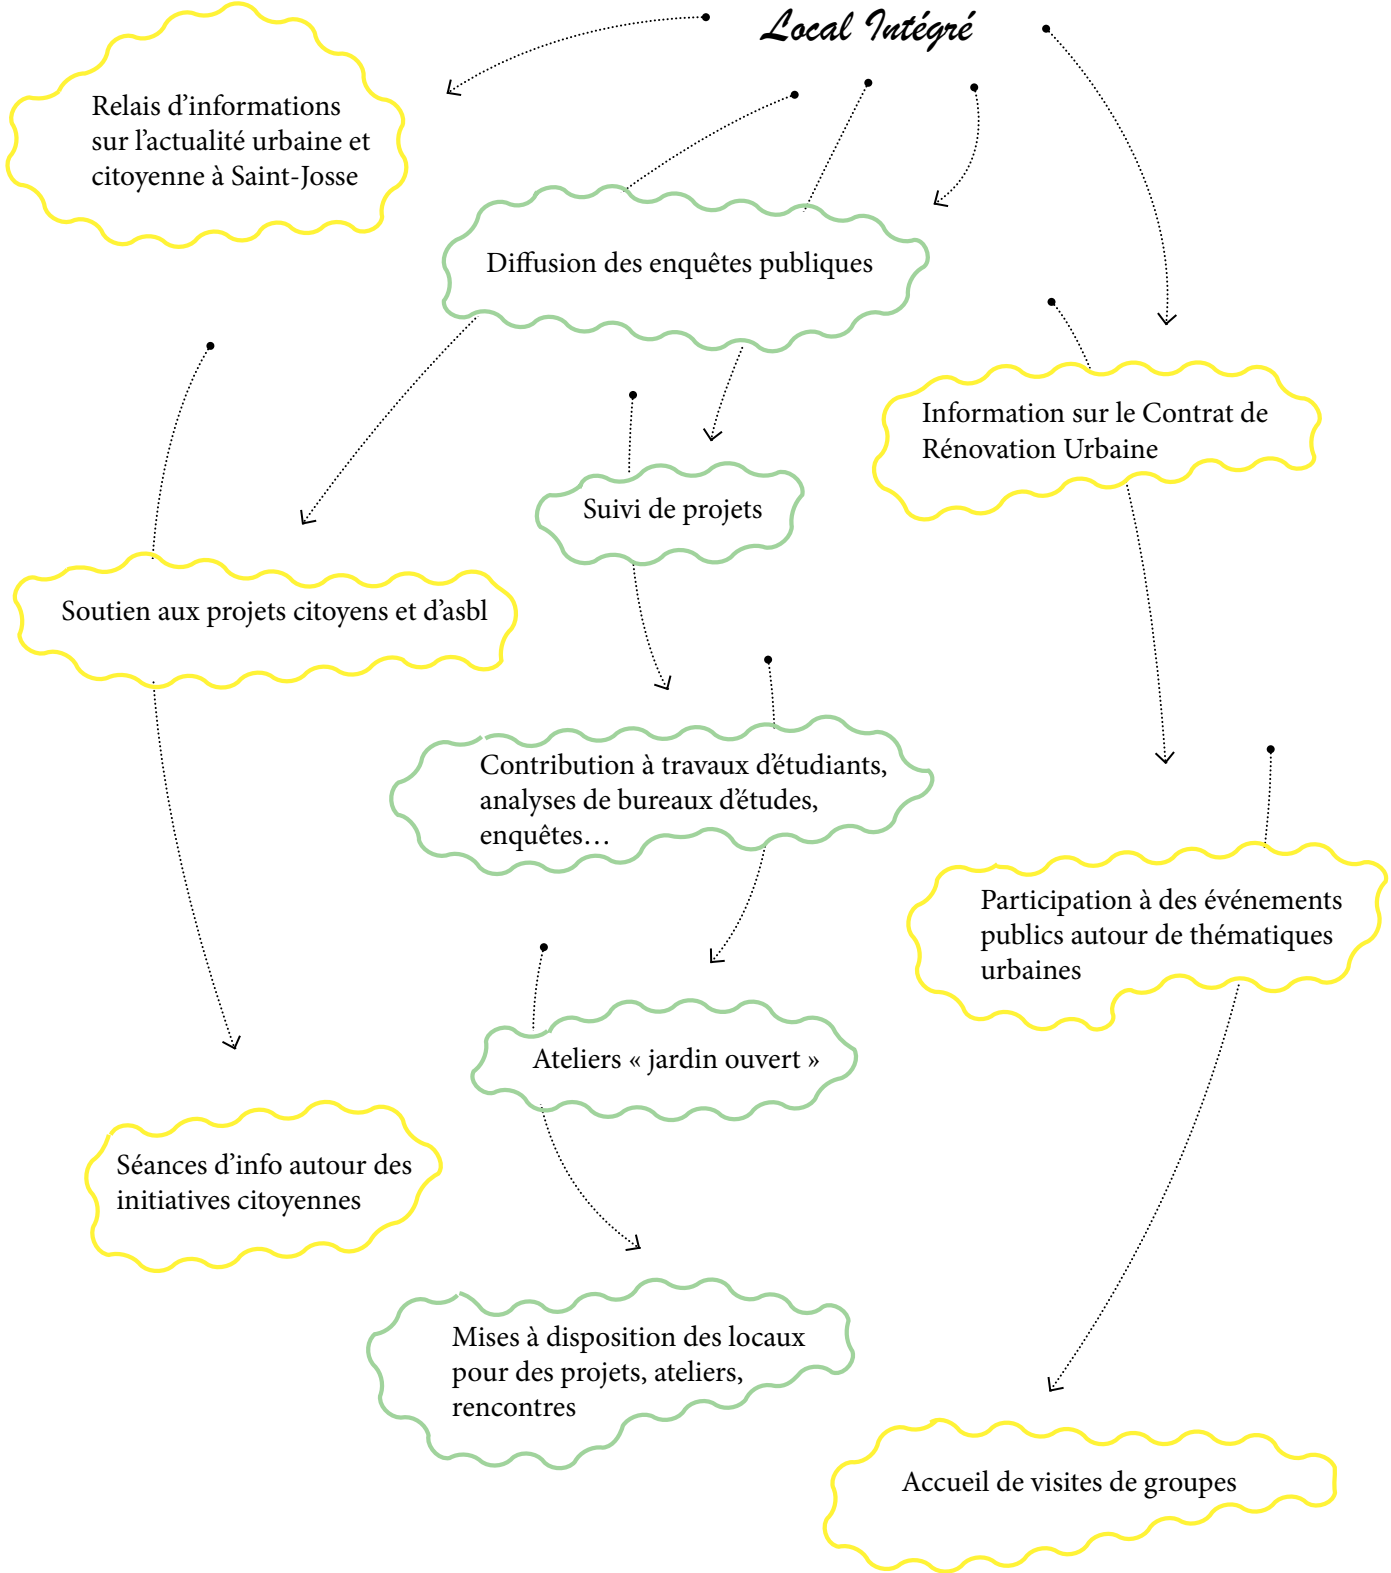 Local Intégré
Relais d’informations
sur l’actualité urbaine et
citoyenne à Saint-Josse
Diffusion des enquêtes publiques
Information sur le Contrat de
Rénovation Urbaine
Suivi de projets
Soutien aux projets citoyens et d’asbl
Contribution à travaux d’étudiants,
analyses de bureaux d’études,
enquêtes…
Participation à des événements
publics autour de thématiques
urbaines
Ateliers « jardin ouvert »
Séances d’info autour des
initiatives citoyennes
Mises à disposition des locaux
pour des projets, ateliers,
rencontres
Accueil de visites de groupes